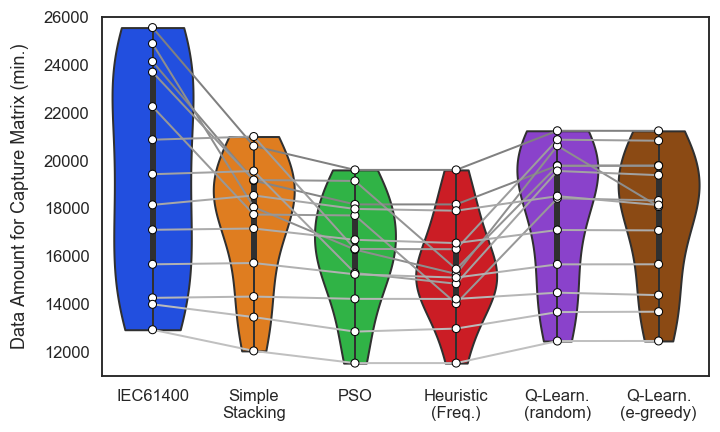 Data Amount for Capture Matrix (min.)
26000
24000
22000
20000
18000
16000
14000
12000
IEC61400
Simple
Stacking
PSO
Heuristic
(Freq.)
Q-Learn.
(random)
Q-Learn.
(e-greedy)